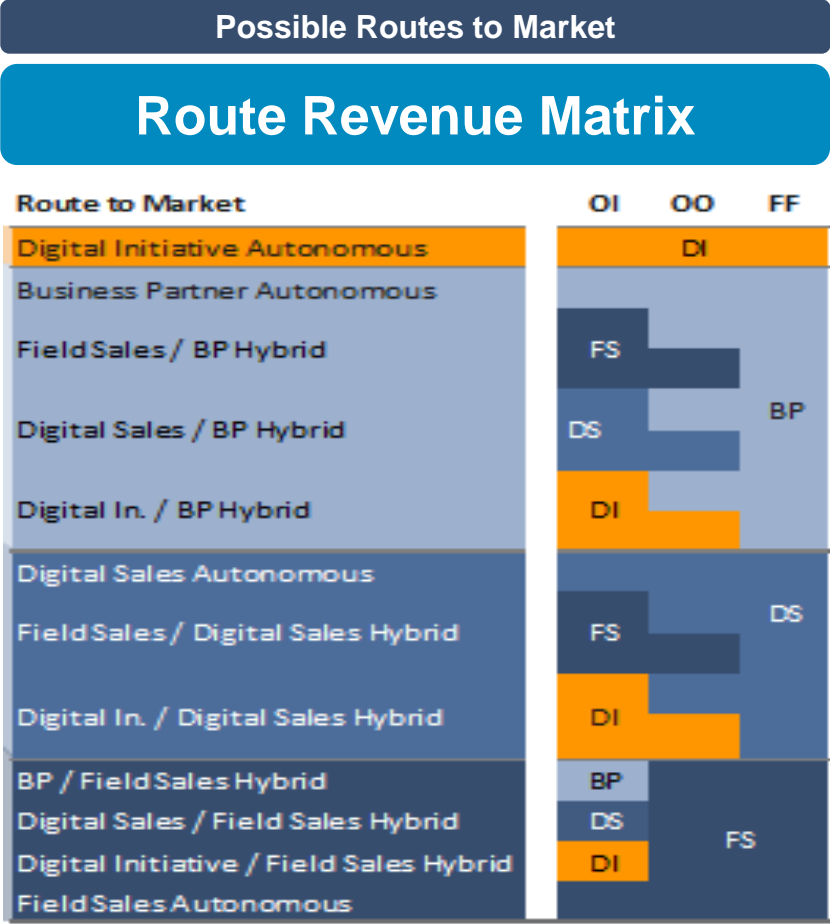 Possible Routes to Market
Route Revenue Matrix
Route to Market OI OO FF
Digital Initiative Autonomous DI
Business Partner Autonomous
Field Sales / BP Hybrid FS
BP
Digital Sales / BP Hybrid DS
Digital In. / BP Hybrid DI
Digital Sales Autonomous
DS
Field Sales / Digital Sales Hybrid FS
Digital In. / Digital Sales Hybrid DI
BP / Field Sales Hybrid BP
Digital Sales / Field Sales Hybrid DS
FS
Digital Initiative / Field Sales Hybrid DI
Field Sales Autonomous